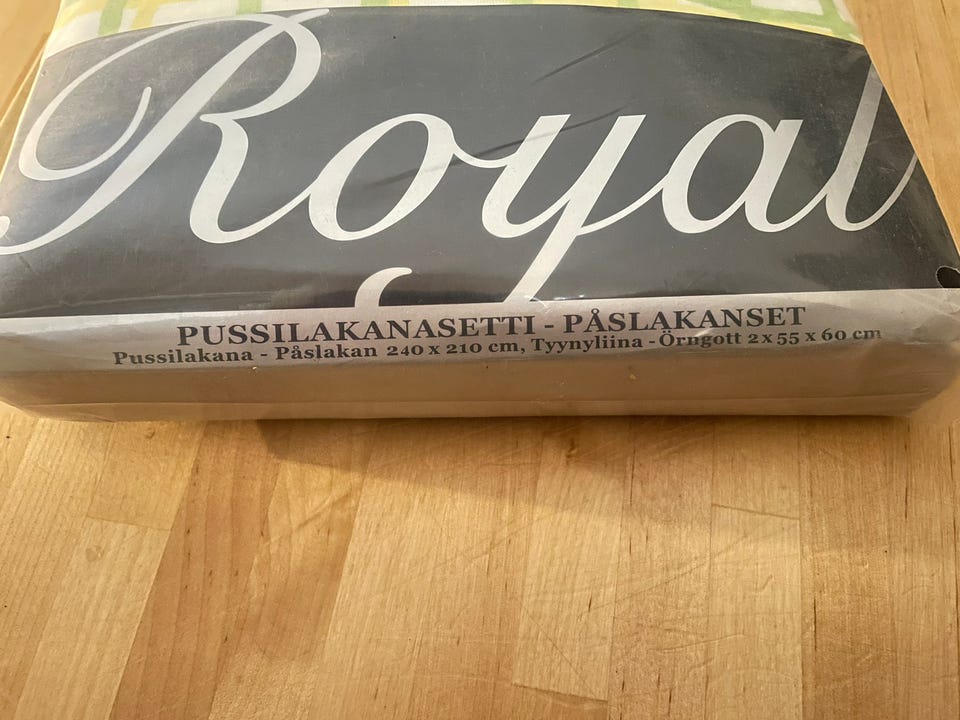 Royal
PUSSILAKANASETTI - PÅSLAKANSET
Pussilakana - Påslakan 240 x 210 cm, Tyynyliina - Örngott 2 x 55 x 60 cm